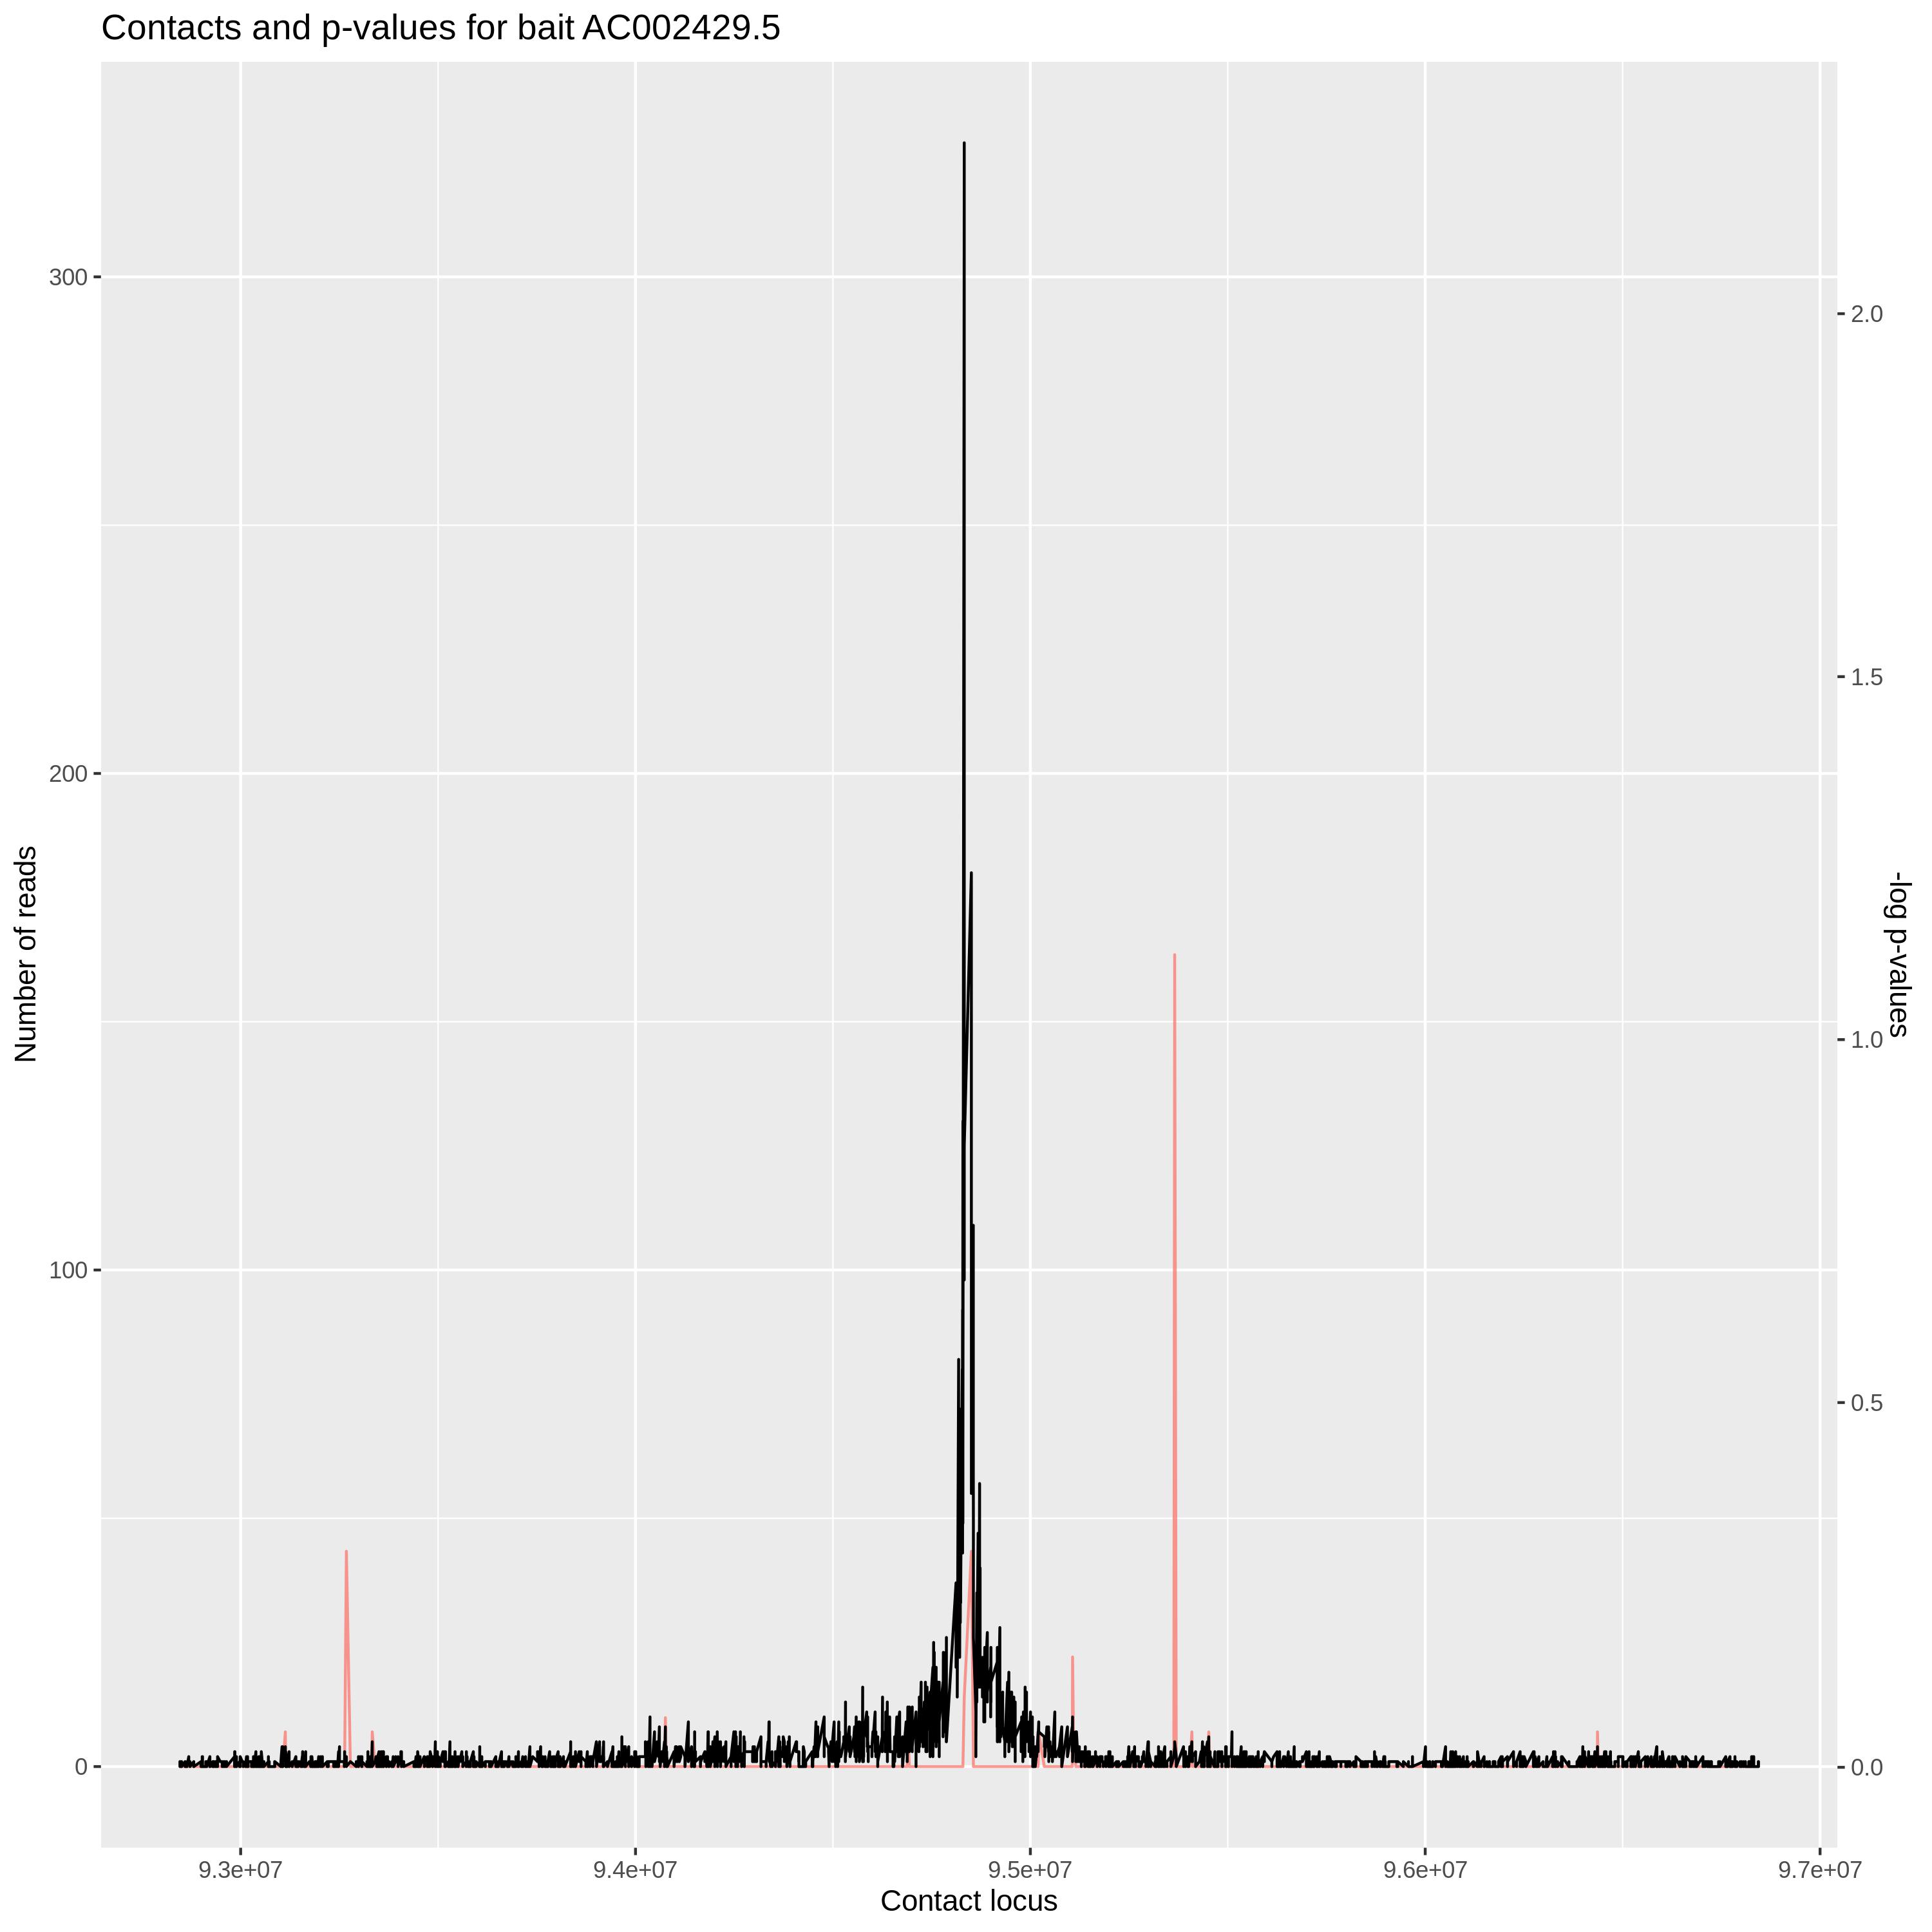 Contacts and p-values for bait AC002429.5
Number of reads
300
200
100
0
2.0
1.5
1.0
0.5
0.0
-log p-values
9.3e+07
9.4e+07
9.5e+07
9.6e+07
9.7e+07
Contact locus